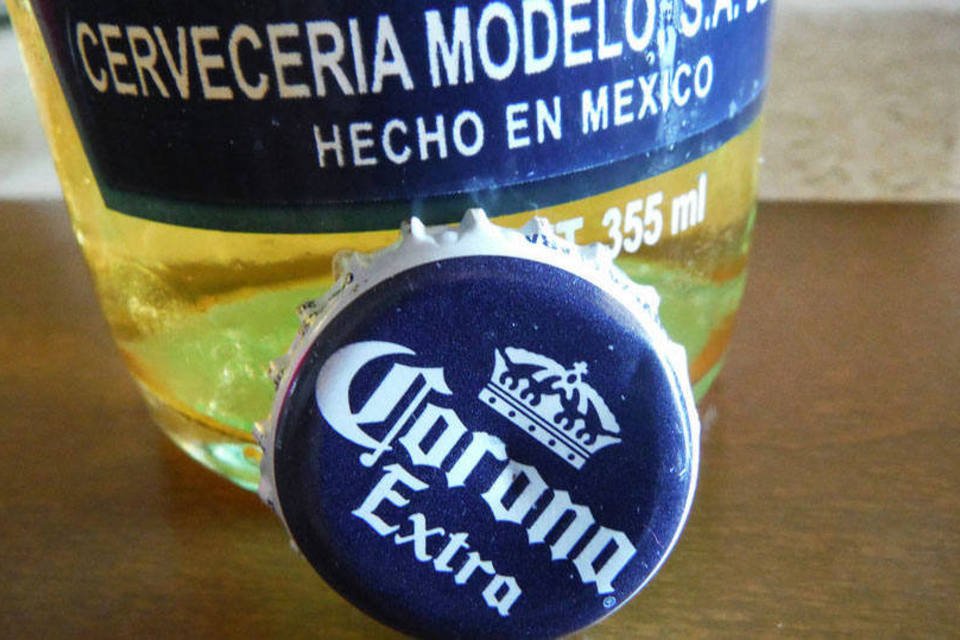 CERVECERIA MODELO, S.A.
HECHO EN MEXICO
355 ml
Corona
Extra
®